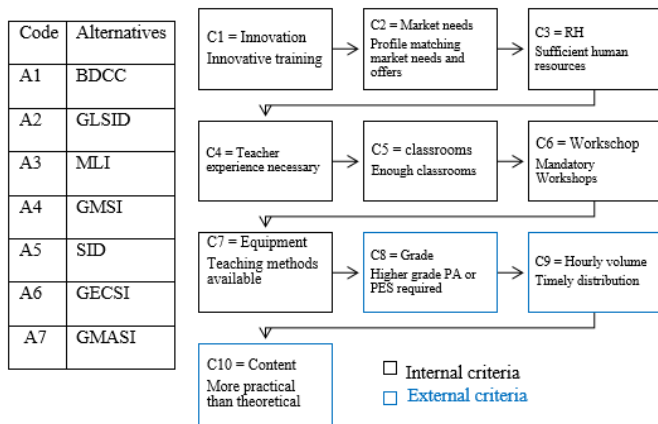 Code Alternatives
A1 BDCC
A2 GLSID
A3 MLI
A4 GMSI
A5 SID
A6 GECSI
A7 GMASI
C1 = Innovation
Innovative training
C2 = Market needs
Profile matching
market needs and
offers
C3 = RH
Sufficient human
resources
C4 = Teacher
experience necessary
C5 = classrooms
Enough classrooms
C6 = Workschop
Mandatory
Workshops
C7 = Equipment
Teaching methods
available
C8 = Grade
Higher grade PA or
PES required
C9 = Hourly volume
Timely distribution
C10 = Content
More practical
than theoretical
Internal criteria
External criteria